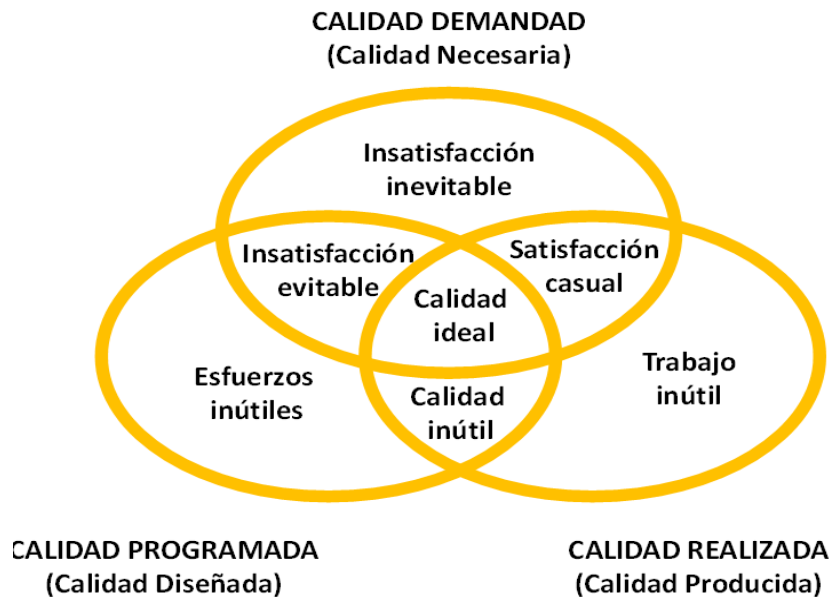 CALIDAD DEMANDAD
(Calidad Necesaria)
Insatisfacción
inevitable
Insatisfacción
evitable
Satisfacción
casual
Calidad
ideal
Esfuerzos
inútiles
Calidad
inútil
Trabajo
inútil
CALIDAD PROGRAMADA
(Calidad Diseñada)
CALIDAD REALIZADA
(Calidad Producida)